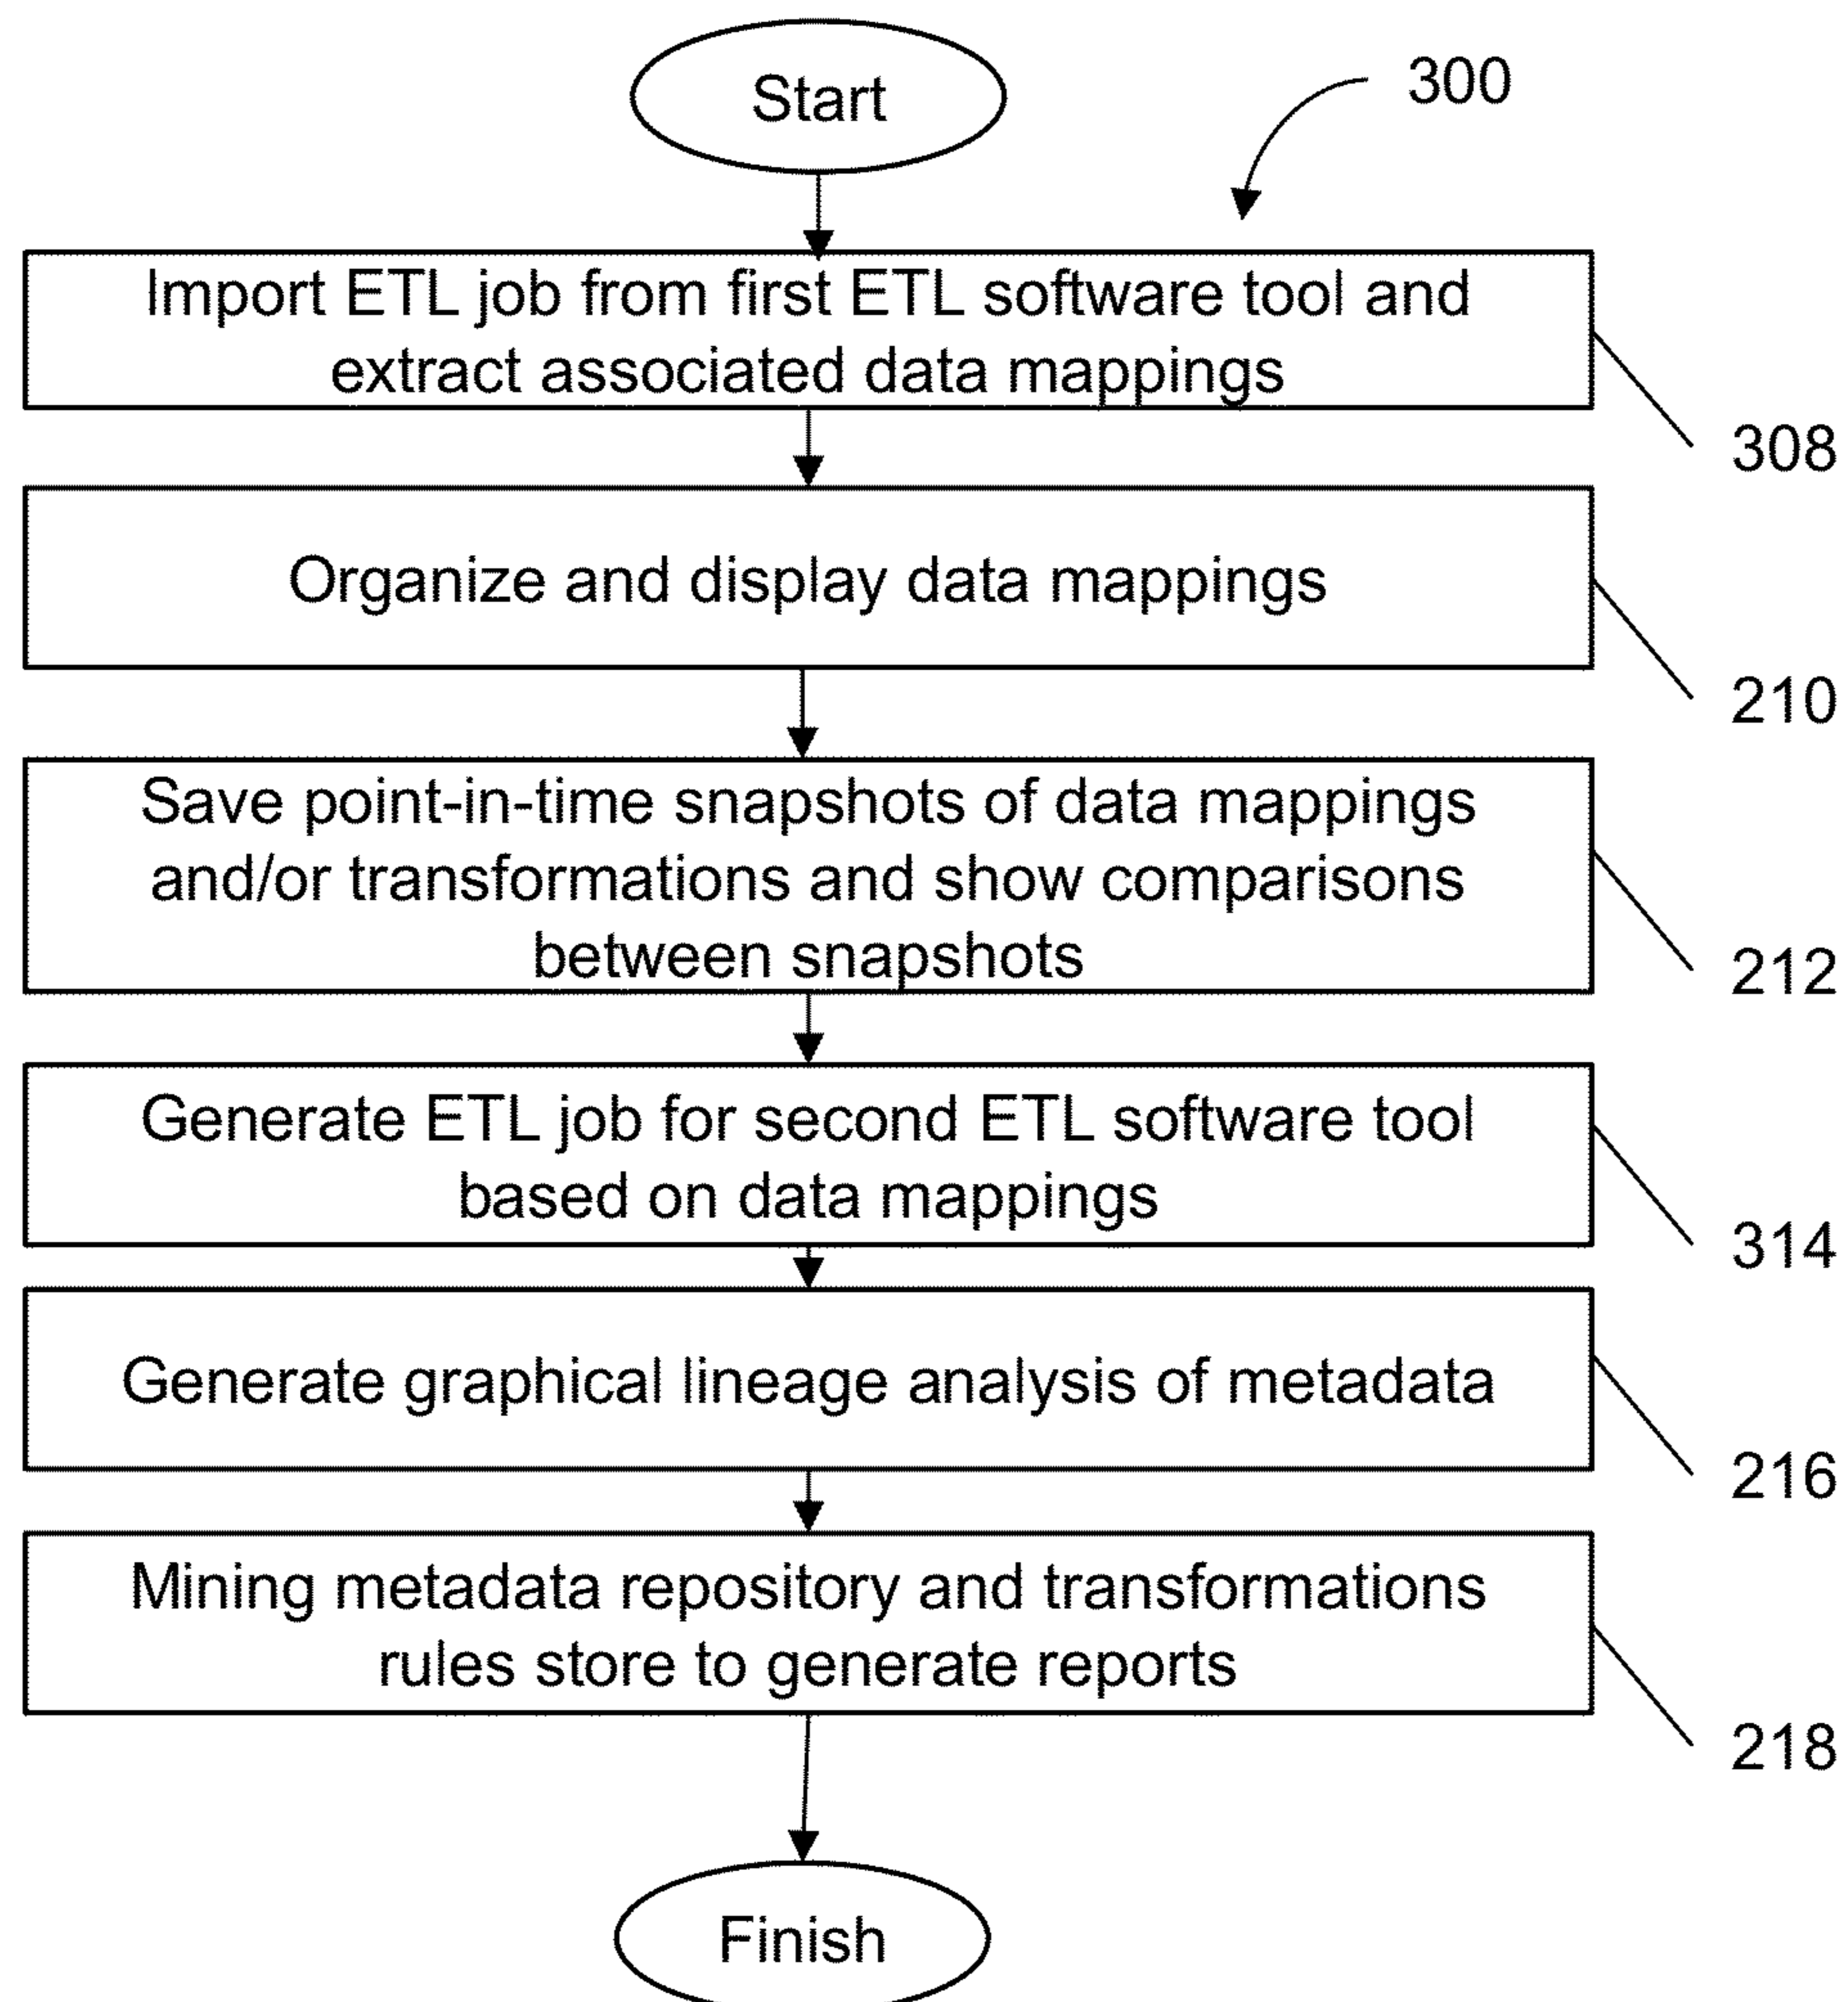 Start
300
Import ETL job from first ETL software tool and
extract associated data mappings
308
Organize and display data mappings
210
Save point-in-time snapshots of data mappings
and/or transformations and show comparisons
between snapshots
212
Generate ETL job for second ETL software tool
based on data mappings
314
Generate graphical lineage analysis of metadata
216
Mining metadata repository and transformations
rules store to generate reports
218
Finish